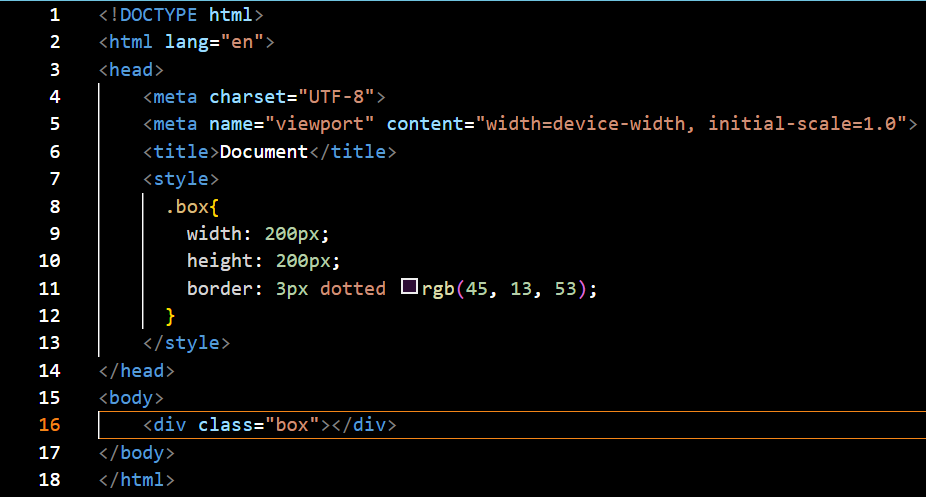 1 <!DOCTYPE html>
2 <html lang="en">
3 <head>
4     <meta charset="UTF-8">
5     <meta name="viewport" content="width=device-width, initial-scale=1.0">
6     <title>Document</title>
7     <style>
8       .box{
9         width: 200px;
10         height: 200px;
11         border: 3px dotted rgb(45, 13, 53);
12       }
13     </style>
14 </head>
15 <body>
16     <div class="box"></div>
17 </body>
18 </html>